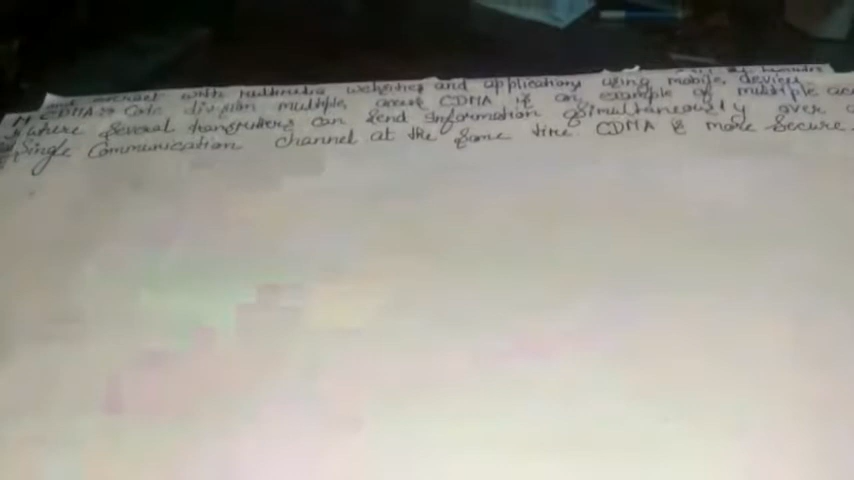 and interact with multimedia websites and applications using mobile devices
CDMA → Code division multiple access CDMA is an example of multiple
where several transmitters can send Information simultaneously over a
Single Communication channel at the same time. CDMA is more Secure.